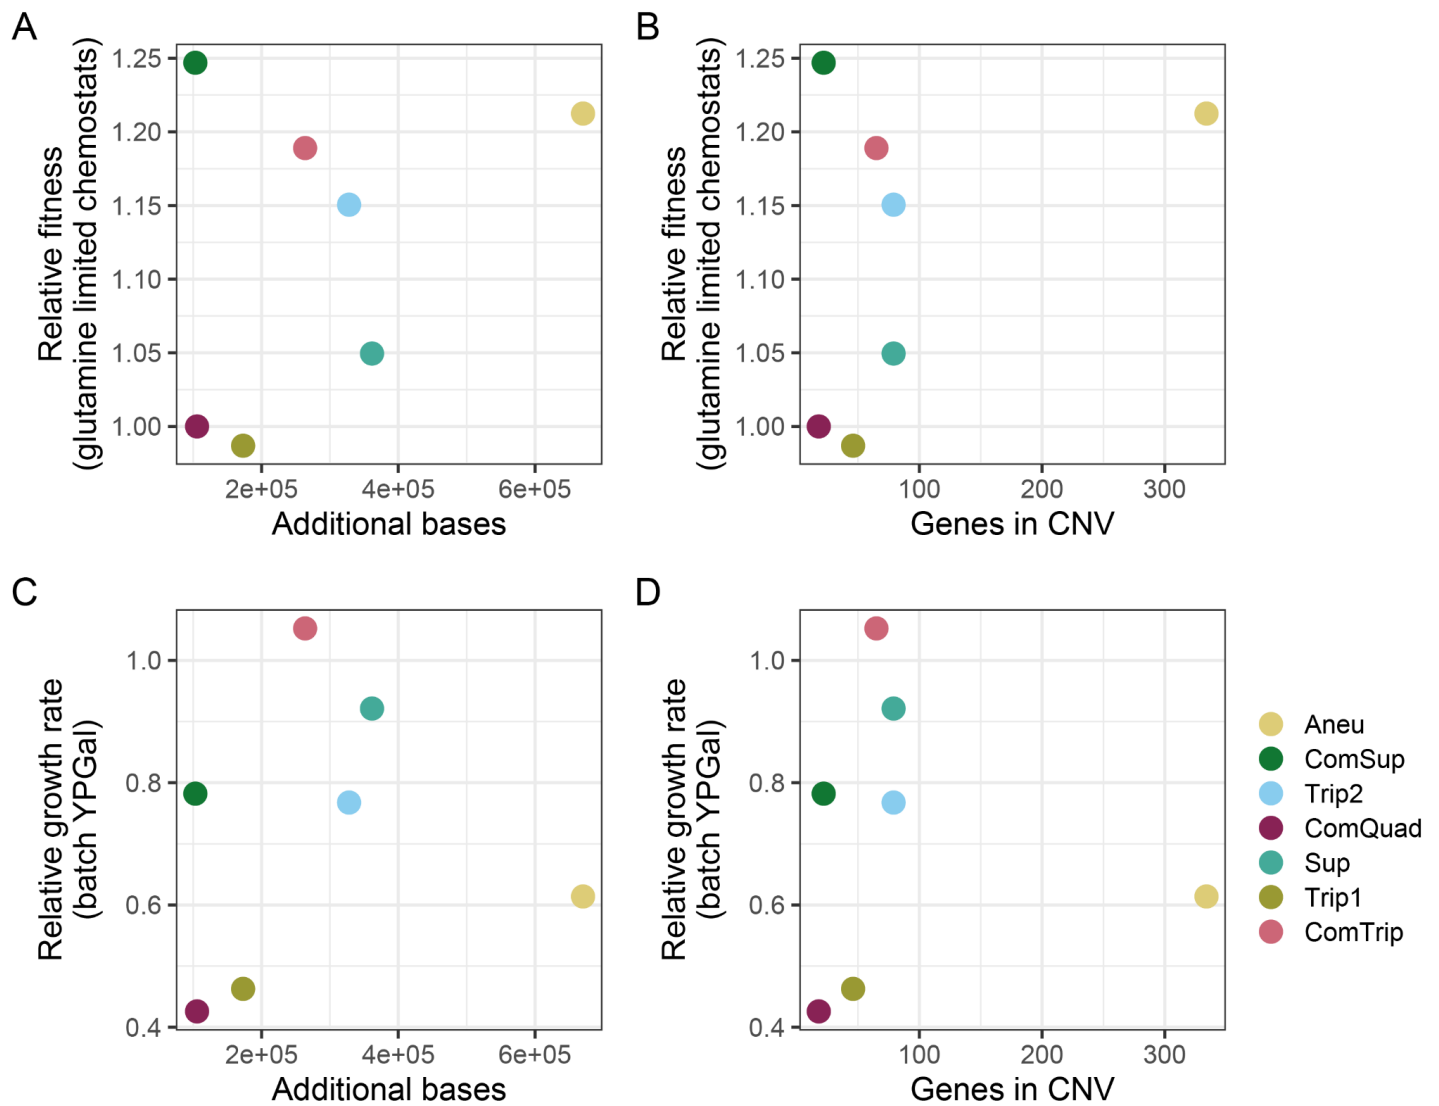 A
Relative fitness
(glutamine limited chemostats)
1.25
1.20
1.15
1.10
1.05
1.00
2e+05 4e+05 6e+05
Additional bases
B
Relative fitness
(glutamine limited chemostats)
1.25
1.20
1.15
1.10
1.05
1.00
100 200 300
Genes in CNV
C
Relative growth rate
(batch YPGal)
1.0
0.8
0.6
0.4
2e+05 4e+05 6e+05
Additional bases
D
Relative growth rate
(batch YPGal)
1.0
0.8
0.6
0.4
100 200 300
Genes in CNV
Aneu
ComSup
Trip2
ComQuad
Sup
Trip1
ComTrip